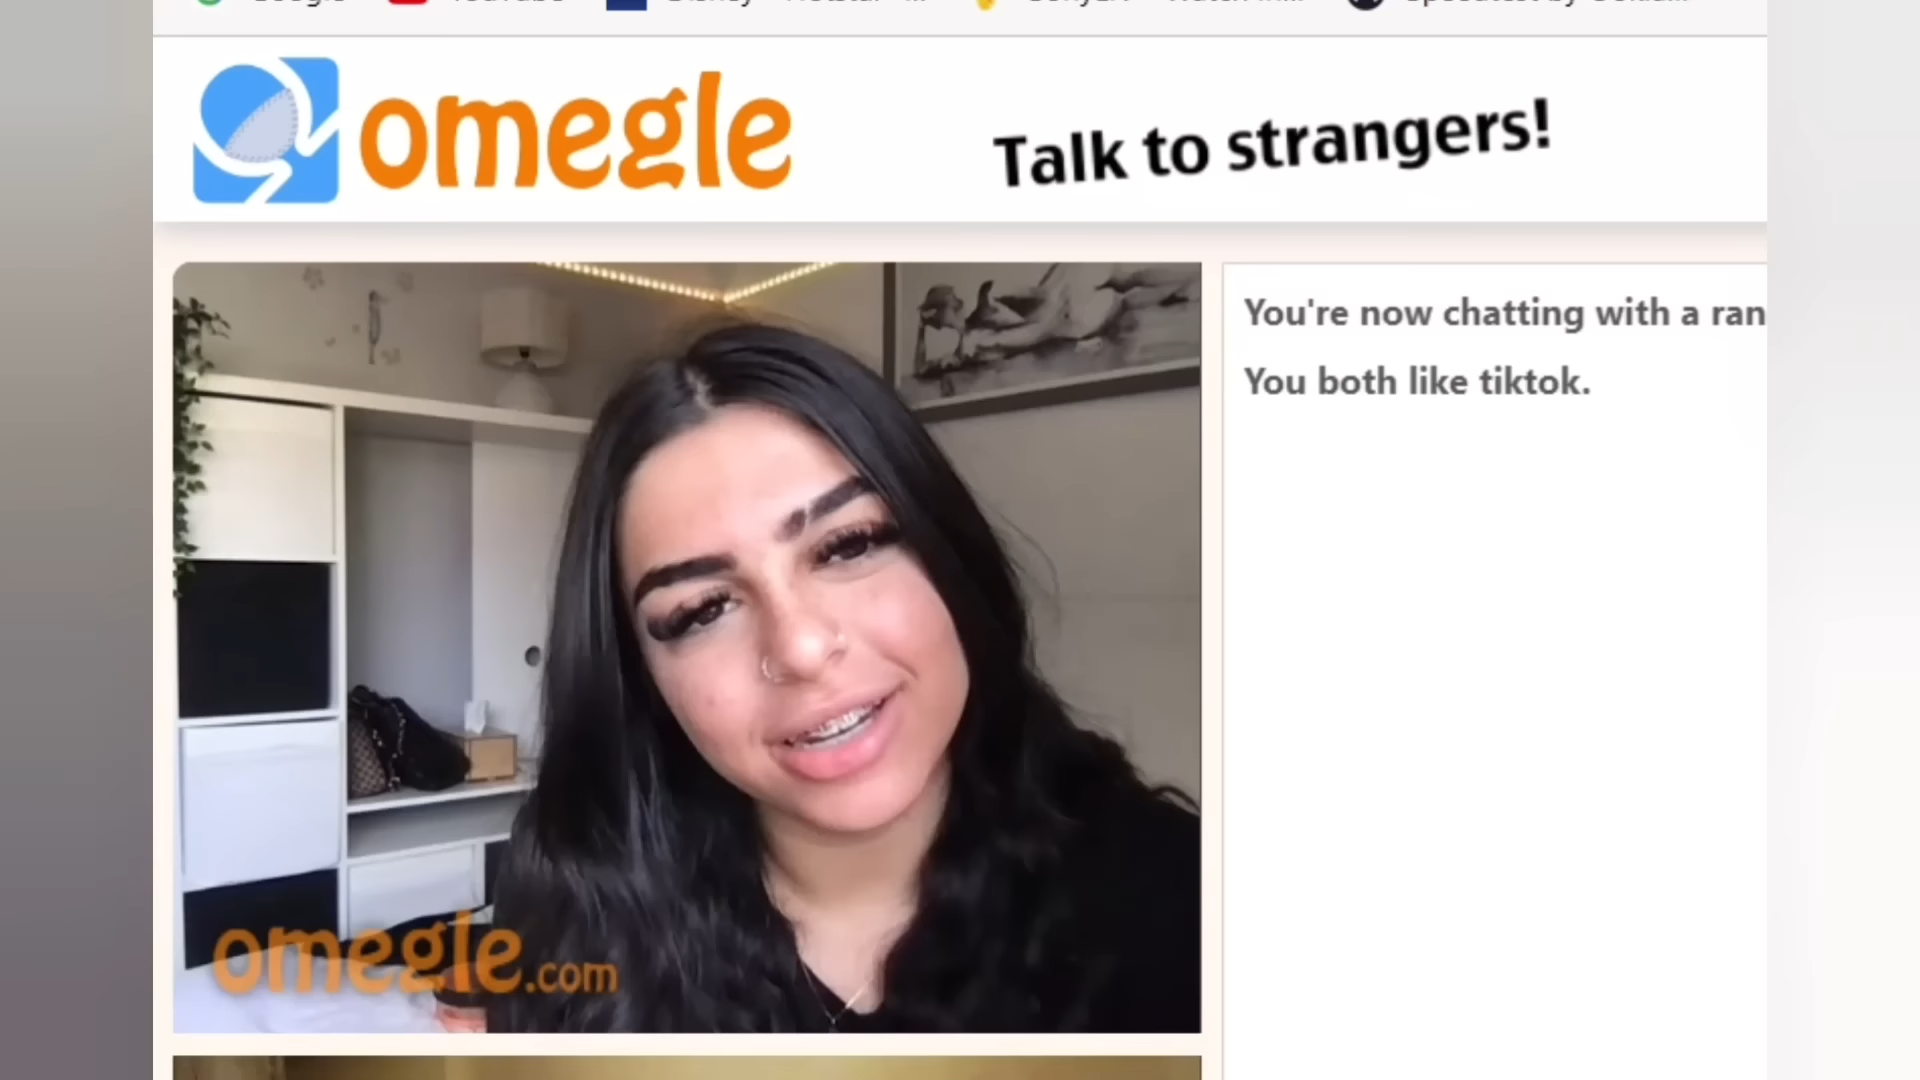 omegle
Talk to strangers!
You're now chatting with a ran
You both like tiktok.
omegle.com